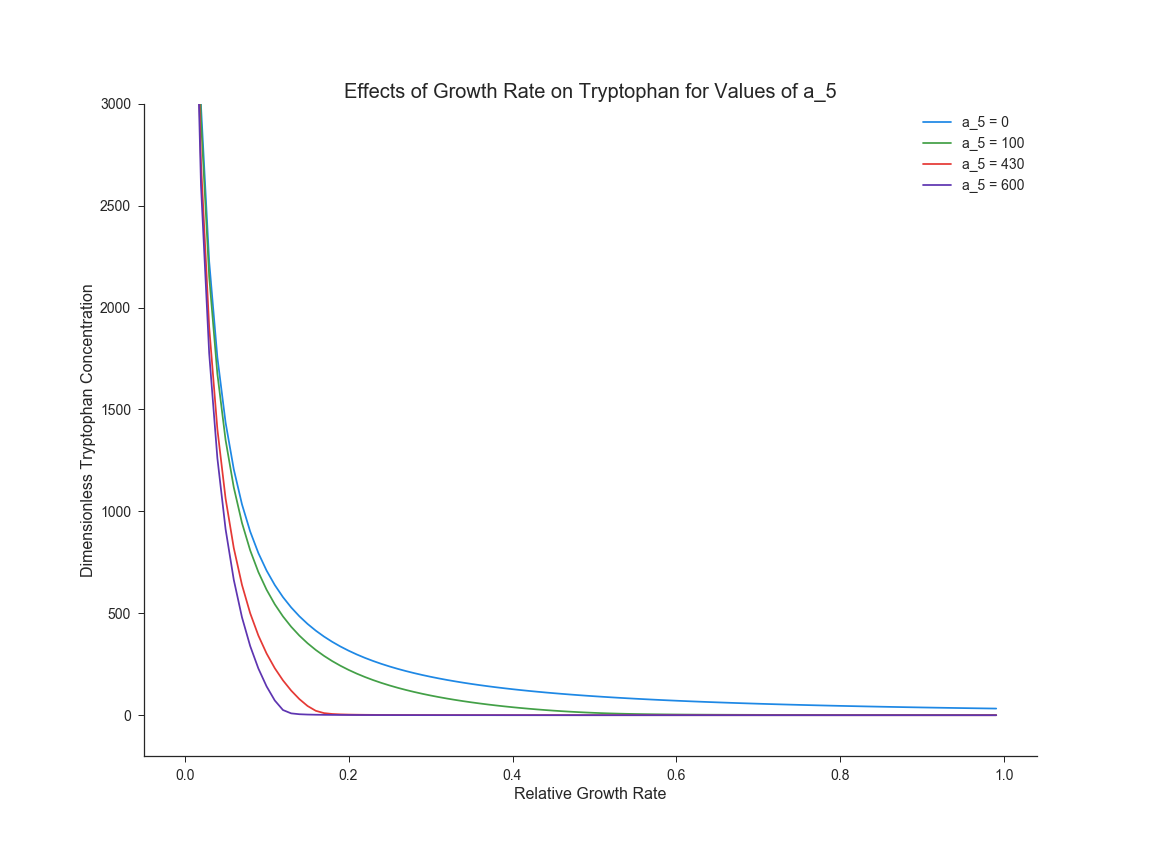 Effects of Growth Rate on Tryptophan for Values of a_5
a_5 = 0
a_5 = 100
a_5 = 430
a_5 = 600
Dimensionless Tryptophan Concentration
3000
2500
2000
1500
1000
500
0
0.0 0.2 0.4 0.6 0.8 1.0
Relative Growth Rate